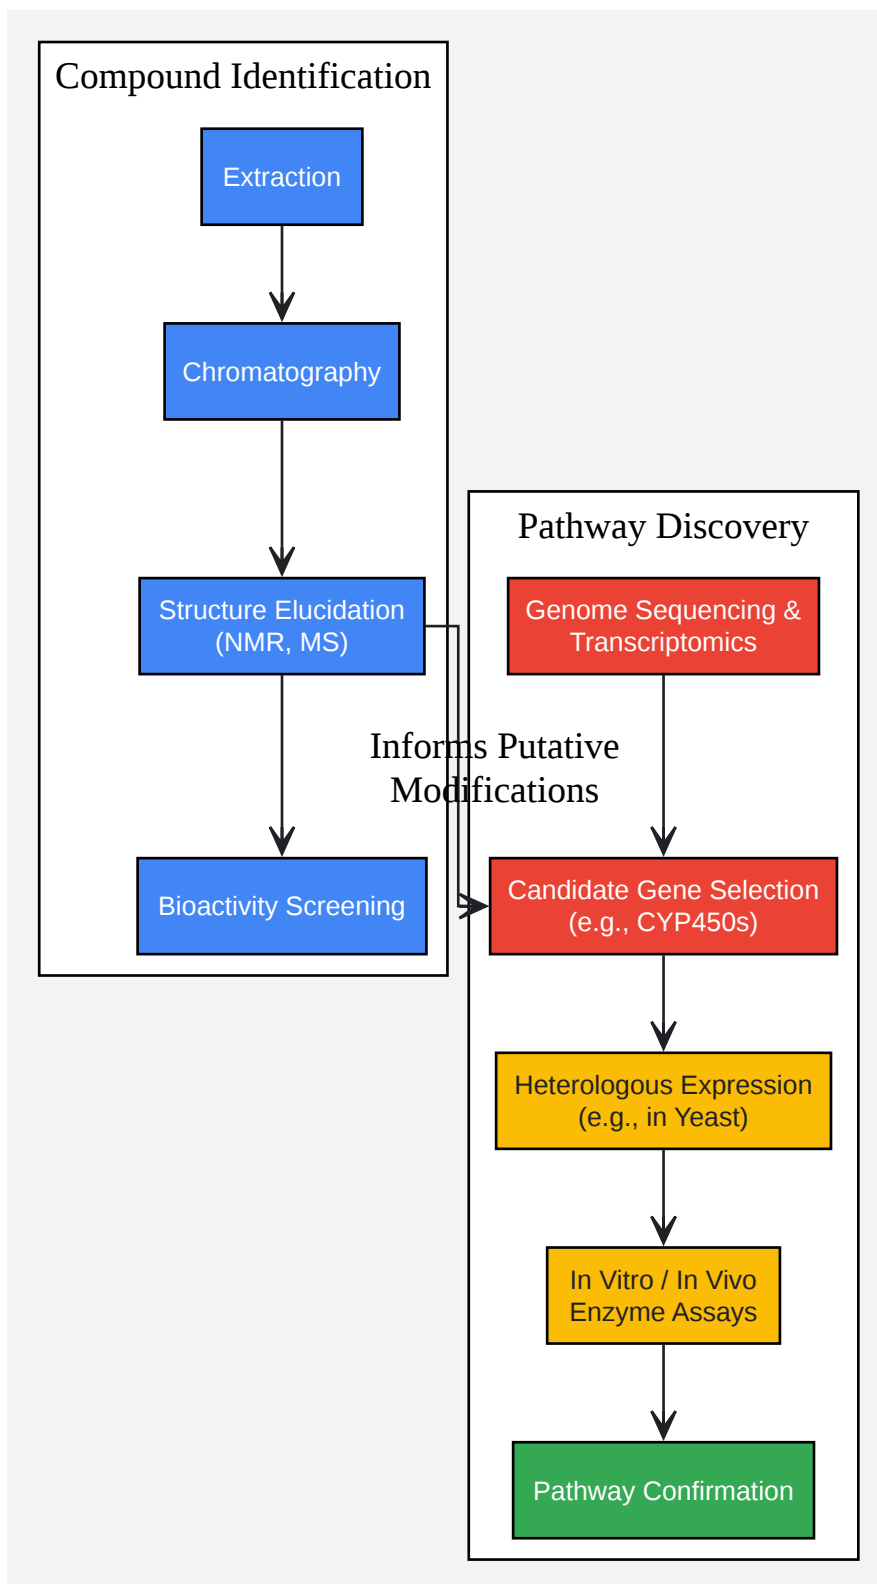 Compound Identification
Extraction
Chromatography
Structure Elucidation
(NMR, MS)
Bioactivity Screening
Informs Putative
Modifications
Pathway Discovery
Genome Sequencing &
Transcriptomics
Candidate Gene Selection
(e.g., CYP450s)
Heterologous Expression
(e.g., in Yeast)
In Vitro / In Vivo
Enzyme Assays
Pathway Confirmation